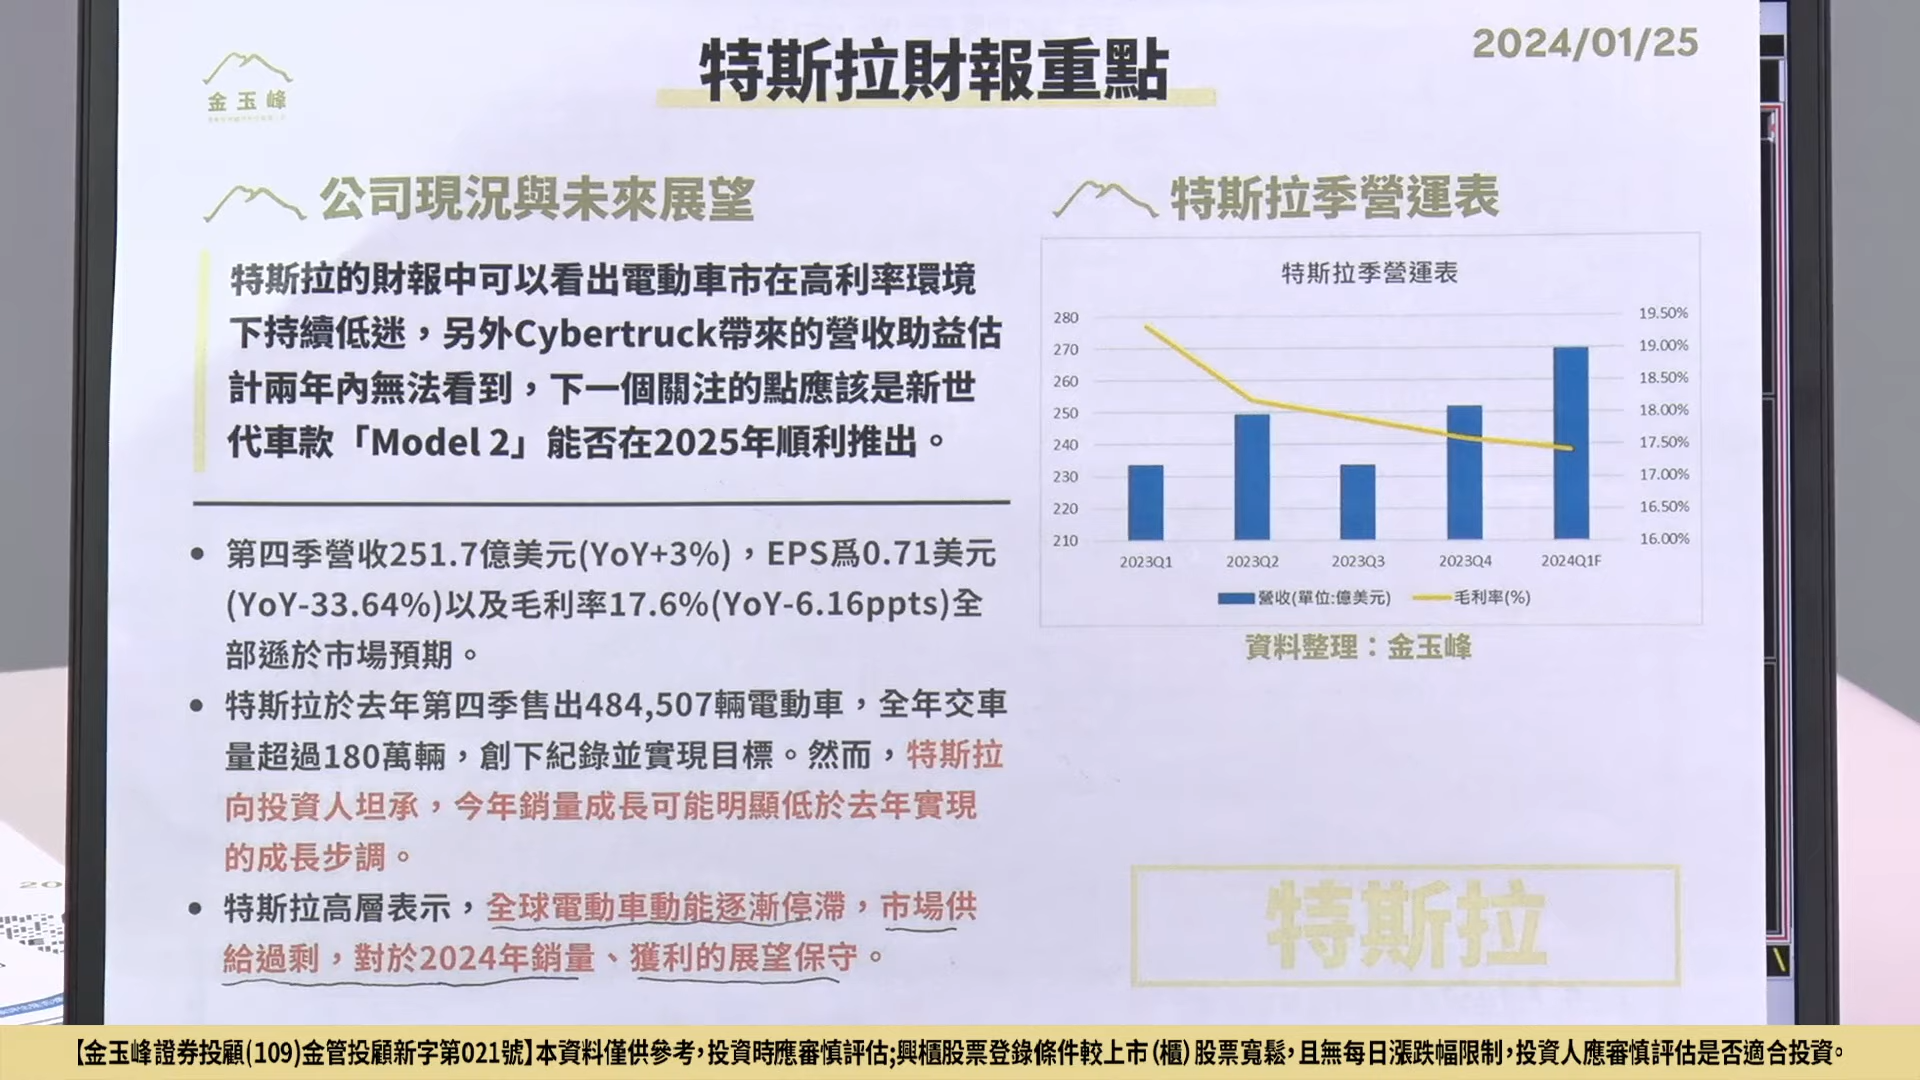 特斯拉財報重點
2024/01/25
金玉峰
公司現況與未來展望
特斯拉的財報中可以看出電動車市在高利率環境
下持續低迷，另外Cybertruck帶來的營收助益估
計兩年內無法看到，下一個關注的點應該是新世
代車款「Model 2」能否在2025年順利推出。
• 第四季營收251.7億美元(YoY+3%)，EPS爲0.71美元
(YoY-33.64%)以及毛利率17.6%(YoY-6.16ppts)全
部遜於市場預期。
• 特斯拉於去年第四季售出484,507輛電動車，全年交車
量超過180萬輛，創下紀錄並實現目標。然而，特斯拉
向投資人坦承，今年銷量成長可能明顯低於去年實現
的成長步調。
• 特斯拉高層表示，全球電動車動能逐漸停滯，市場供
給過剩，對於2024年銷量、獲利的展望保守。
特斯拉季營運表
特斯拉季營運表
280 19.50%
270 19.00%
260 18.50%
250 18.00%
240 17.50%
230 17.00%
220 16.50%
210 16.00%
2023Q1 2023Q2 2023Q3 2023Q4 2024Q1F
營收(單位:億美元) 毛利率(%)
資料整理：金玉峰
特斯拉
【金玉峰證券投顧(109)金管投顧新字第021號】本資料僅供參考,投資時應審慎評估;興櫃股票登錄條件較上市(櫃)股票寬鬆,且無每日漲跌幅限制,投資人應審慎評估是否適合投資。